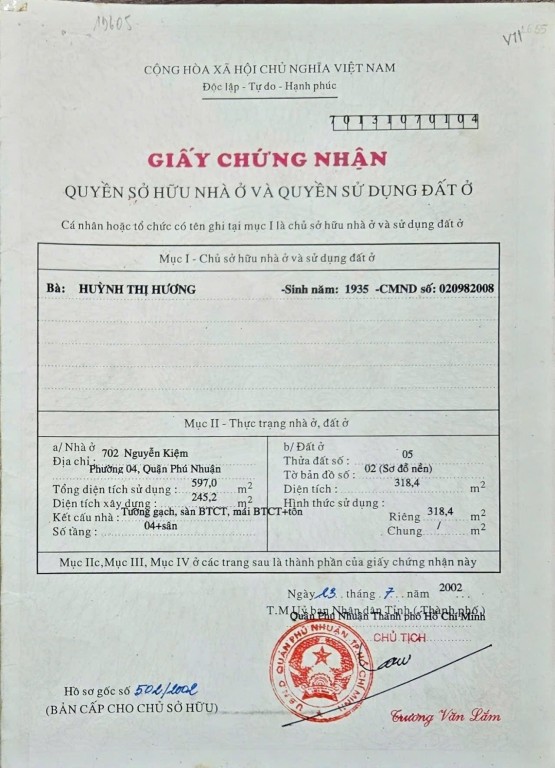 15605
CỘNG HÒA XÃ HỘI CHỦ NGHĨA VIỆT NAM
Độc lập - Tự do - Hạnh phúc
GIẤY CHỨNG NHẬN
QUYỀN SỞ HỮU NHÀ Ở VÀ QUYỀN SỬ DỤNG ĐẤT Ở
Cá nhân hoặc tổ chức có tên ghi tại mục I là chủ sở hữu nhà ở và sử dụng đất ở
Mục I - Chủ sở hữu nhà ở và sử dụng đất ở
Bà: HUỲNH THỊ HƯƠNG -Sinh năm: 1935 -CMND số: 020982008
Mục II - Thực trạng nhà ở, đất ở
a/ Nhà ở
Địa chỉ : 702 Nguyễn Kiệm
Phường 04, Quận Phú Nhuận
Tổng diện tích sử dụng : 597,0 m2
Diện tích xây dựng : 245,2 m2
Kết cấu nhà : Tường gạch, sàn BTCT, mái BTCT+tôn
Số tầng : 04+sân
b/ Đất ở
Thửa đất số : 05
Tờ bản đồ số : 02 (Sơ đồ nền)
Diện tích : 318,4 m2
Hình thức sử dụng :
Riêng 318,4 m2
Chung / m2
Mục IIc,Mục III, Mục IV ở các trang sau là thành phần của giấy chứng nhận này
Ngày 23 tháng 7 năm 2002
T.M Uỷ ban Nhân dân Tỉnh ( Thành phố )
Quận Phú Nhuận Thành phố Hồ Chí Minh
CHỦ TỊCH
U.B.N.D QUẬN PHÚ NHUẬN T.P HỒ CHÍ MINH
Hồ sơ gốc số 502/2002
(BẢN CẤP CHO CHỦ SỞ HỮU)
Trương Văn Lắm